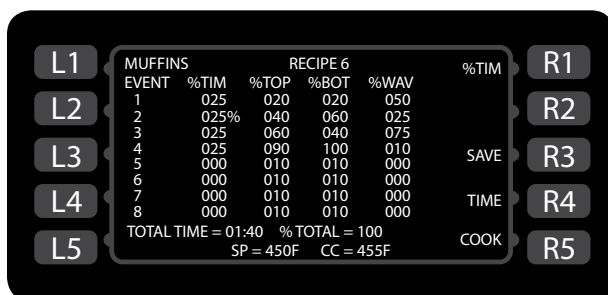 L1 MUFFINS RECIPE 6 %TIM R1
EVENT %TIM %TOP %BOT %WAV
1 025 020 020 050
L2 2 025% 040 060 025 R2
3 025 060 040 075
L3 4 025 090 100 010 SAVE R3
5 000 010 010 000
6 000 010 010 000
L4 7 000 010 010 000 TIME R4
8 000 010 010 000
TOTAL TIME = 01:40 % TOTAL = 100
L5 SP = 450F CC = 455F COOK R5